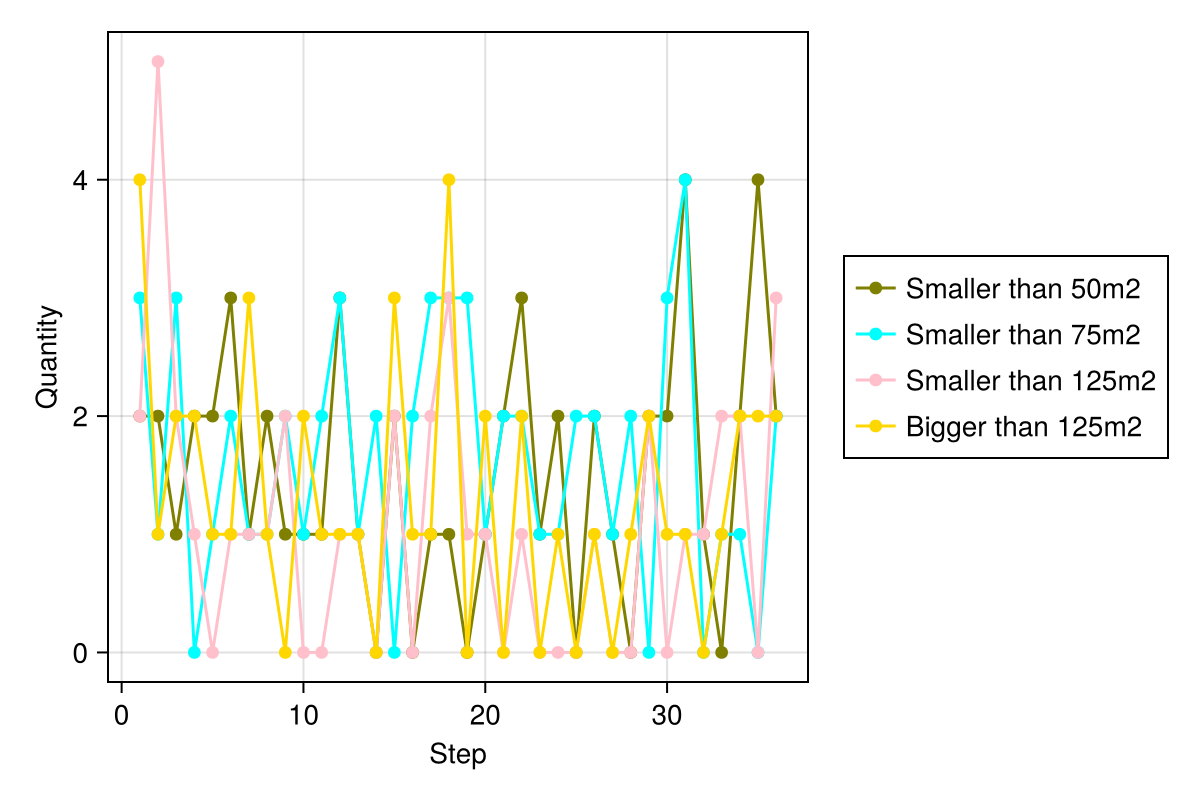 Quantity
4
2
0
0
10
20
30
Step
Smaller than 50m2
Smaller than 75m2
Smaller than 125m2
Bigger than 125m2